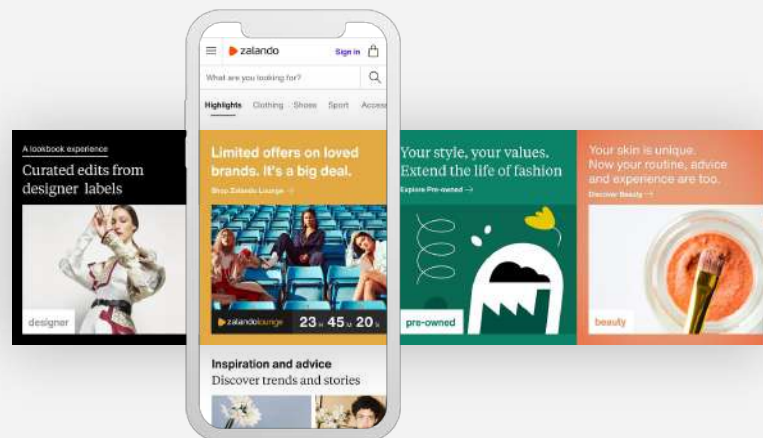 zalando
Sign in
What are you looking for?
Highlights Clothing Shoes Sport Access
A lookbook experience
Curated edits from
designer labels
designer
Limited offers on loved
brands. It's a big deal.
Shop Zalando Lounge →
zalandolounge 23 H 45 M 20 S
Your style, your values.
Extend the life of fashion
Explore Pre-owned →
pre-owned
Your skin is unique.
Now your routine, advice
and experience are too.
Discover Beauty →
beauty
Inspiration and advice
Discover trends and stories